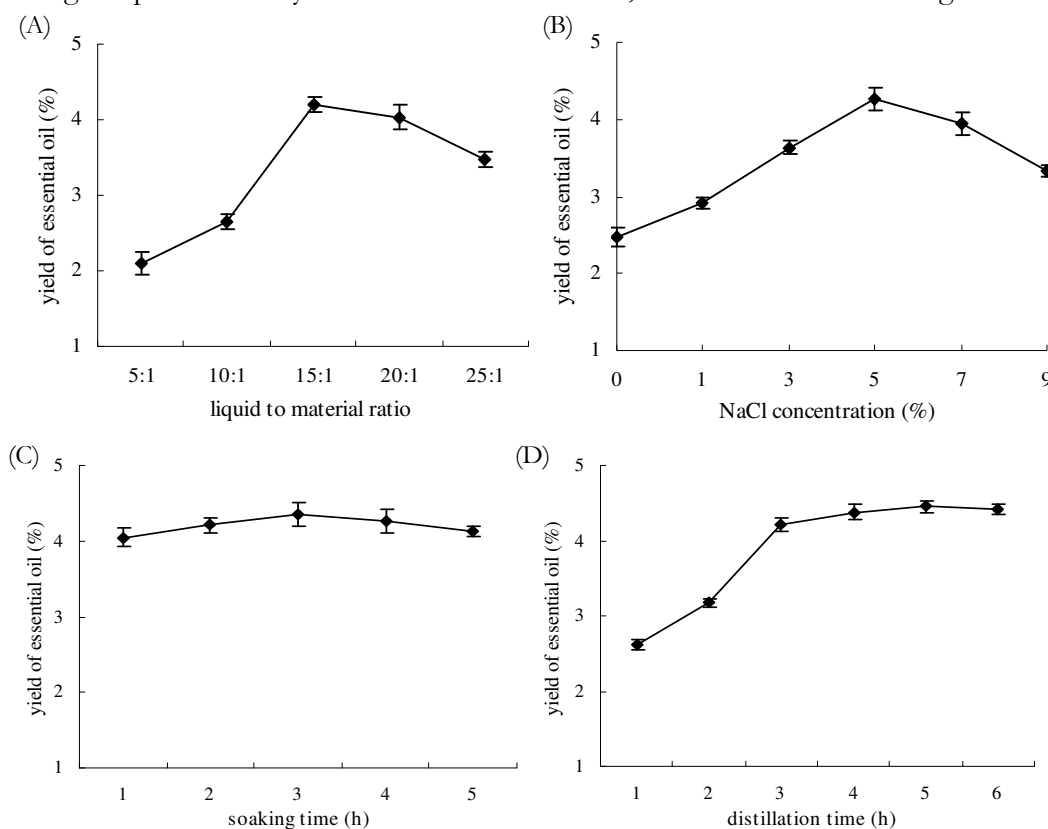 (A)
5
4
3
2
1
yield of essential oil (%)
5:1 10:1 15:1 20:1 25:1
liquid to material ratio
(B)
5
4
3
2
1
yield of essential oil (%)
0 1 3 5 7 9
NaCl concentration (%)
(C)
5
4
3
2
1
yield of essential oil (%)
1 2 3 4 5
soaking time (h)
(D)
5
4
3
2
1
yield of essential oil (%)
1 2 3 4 5 6
distillation time (h)